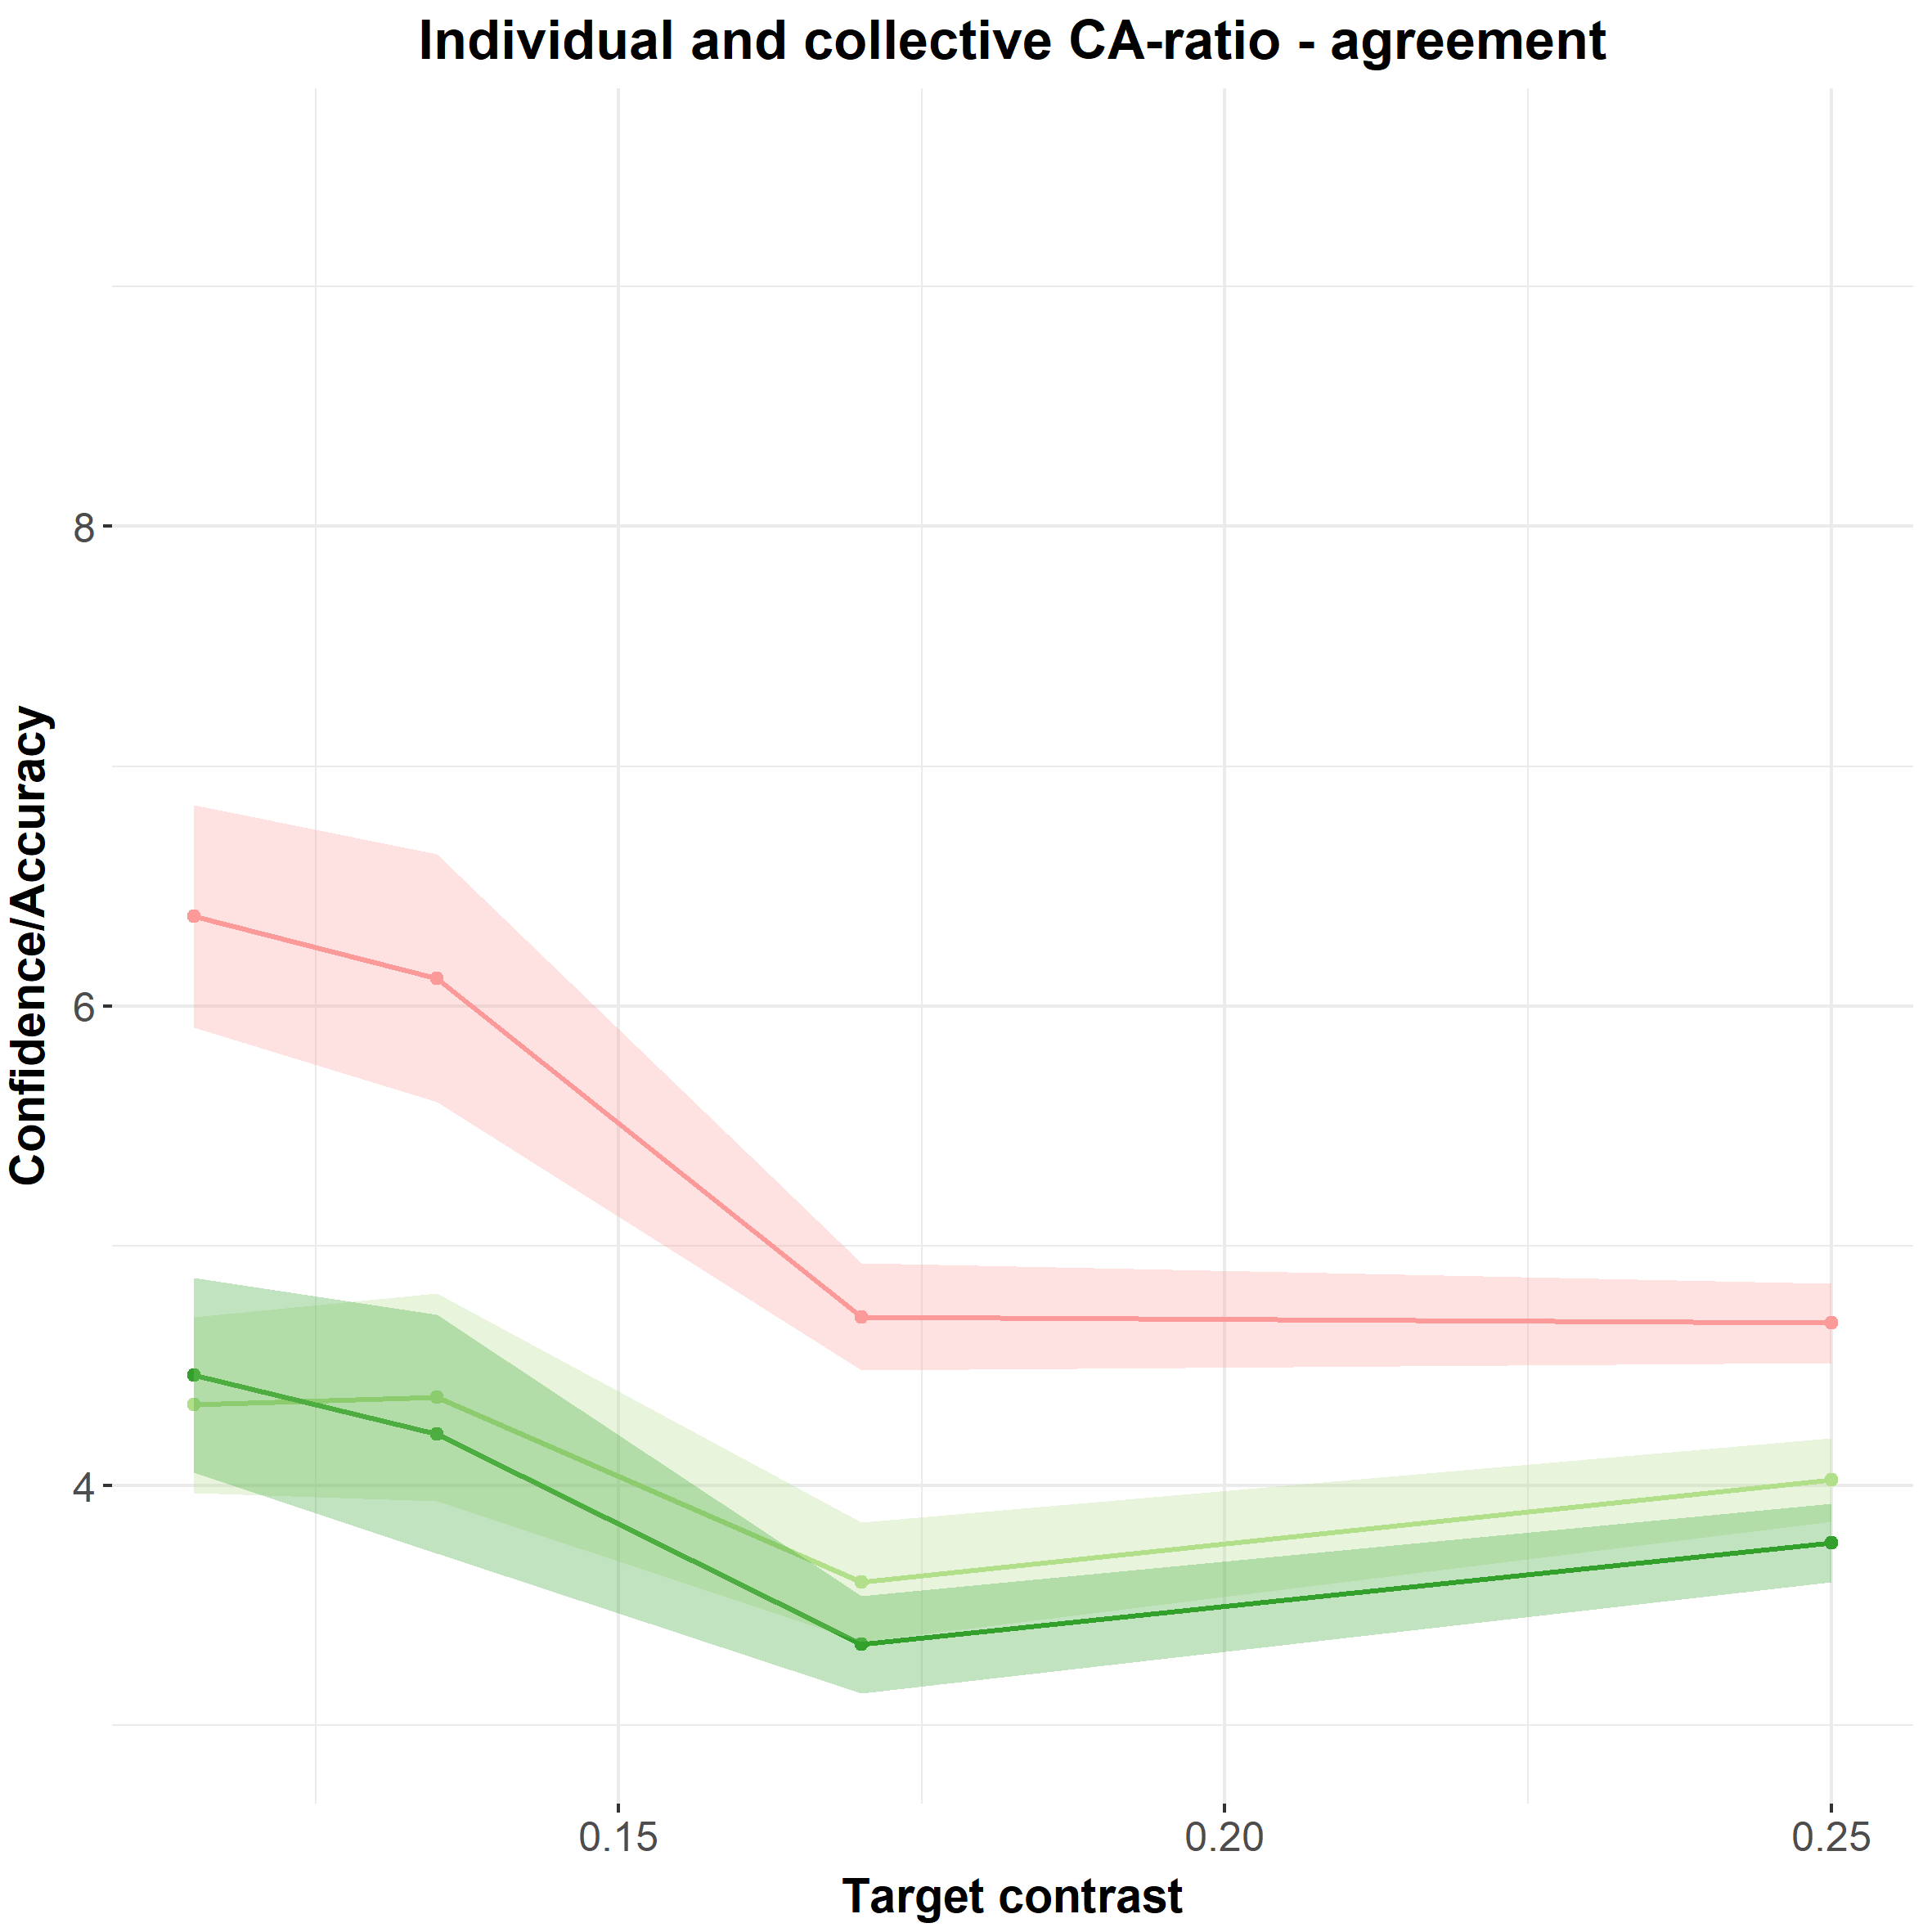 Individual and collective CA-ratio - agreement
Confidence/Accuracy
8
6
4
0.15 0.20 0.25
Target contrast